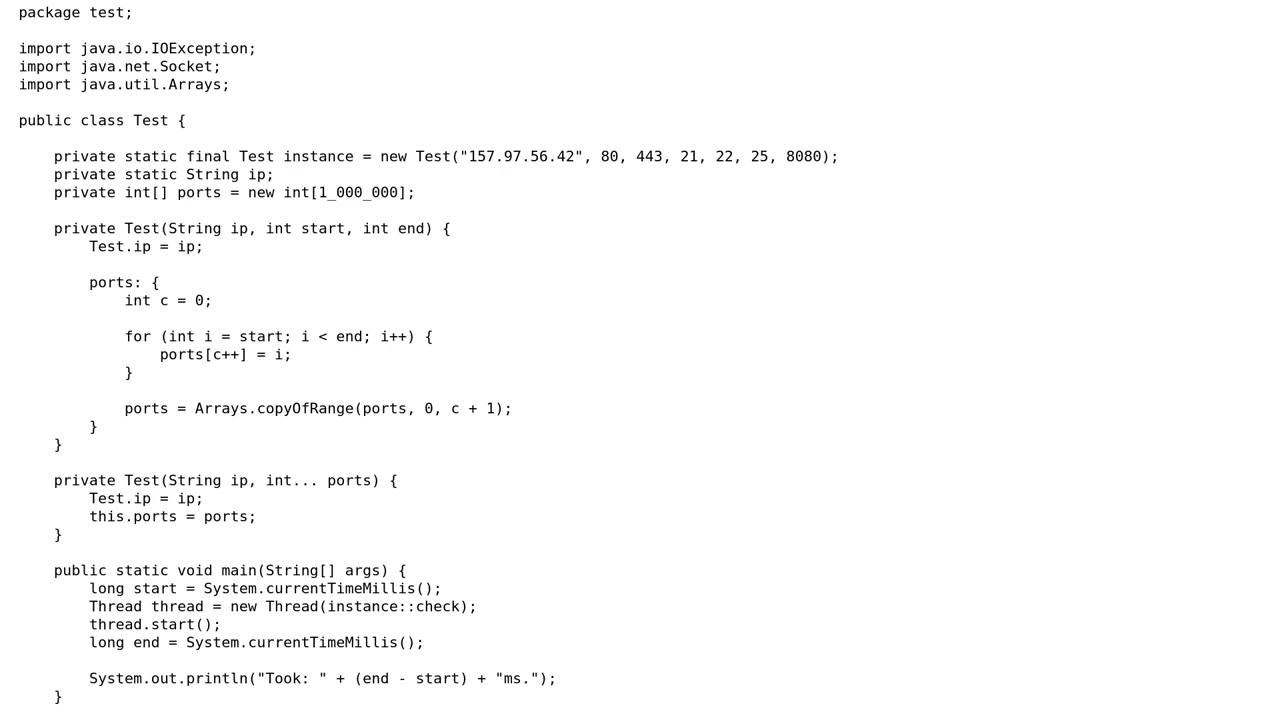 package test;

import java.io.IOException;
import java.net.Socket;
import java.util.Arrays;

public class Test {

    private static final Test instance = new Test("157.97.56.42", 80, 443, 21, 22, 25, 8080);
    private static String ip;
    private int[] ports = new int[1_000_000];

    private Test(String ip, int start, int end) {
        Test.ip = ip;

        ports: {
            int c = 0;

            for (int i = start; i < end; i++) {
                ports[c++] = i;
            }

            ports = Arrays.copyOfRange(ports, 0, c + 1);
        }
    }

    private Test(String ip, int... ports) {
        Test.ip = ip;
        this.ports = ports;
    }

    public static void main(String[] args) {
        long start = System.currentTimeMillis();
        Thread thread = new Thread(instance::check);
        thread.start();
        long end = System.currentTimeMillis();

        System.out.println("Took: " + (end - start) + "ms.");
    }